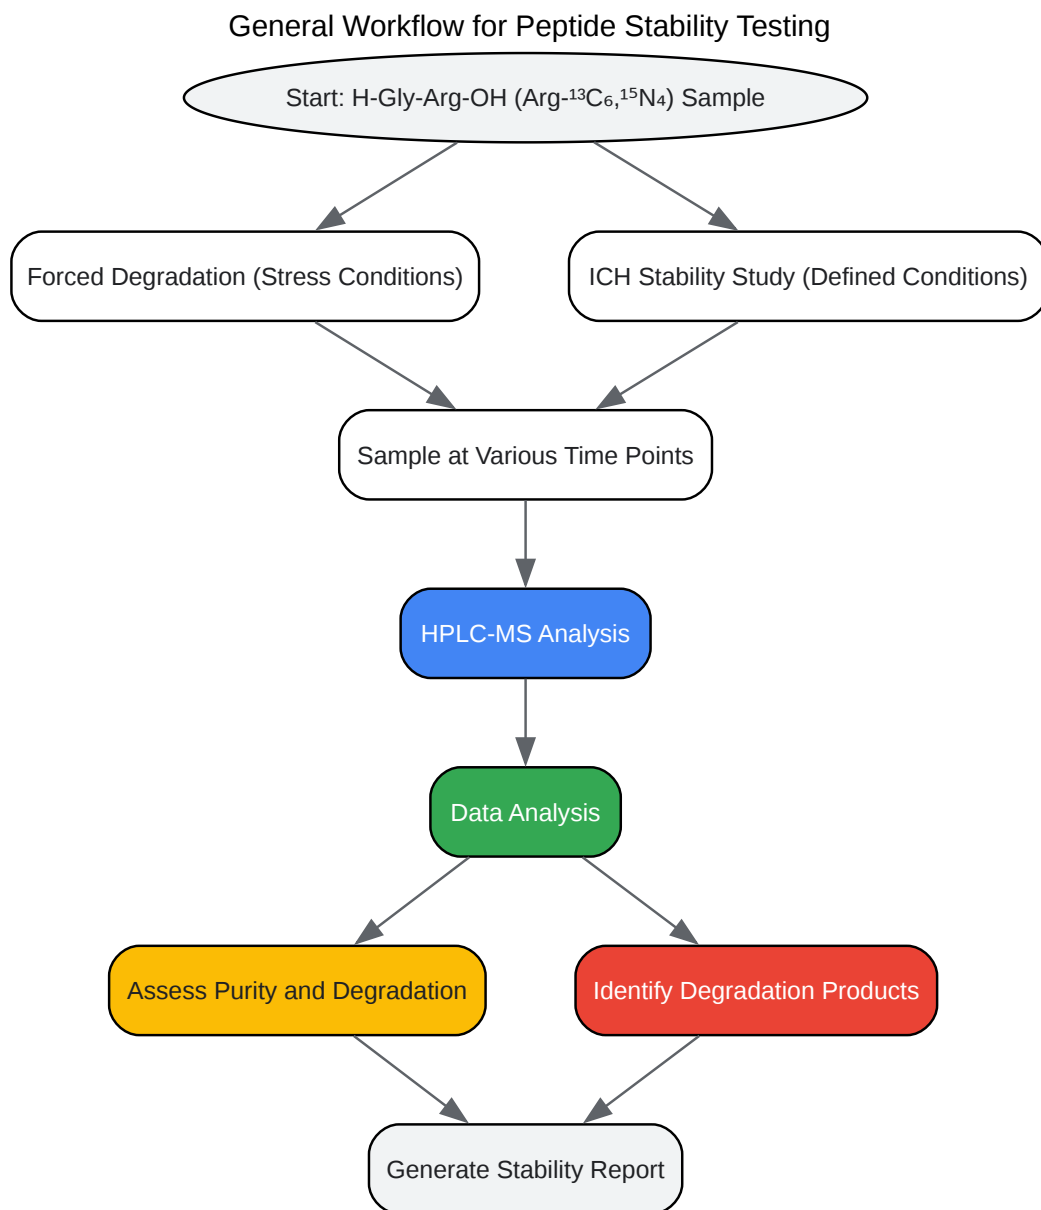 General Workflow for Peptide Stability Testing
Start: H-Gly-Arg-OH (Arg-¹³C₆,¹⁵N₄) Sample
Forced Degradation (Stress Conditions)
ICH Stability Study (Defined Conditions)
Sample at Various Time Points
HPLC-MS Analysis
Data Analysis
Assess Purity and Degradation
Identify Degradation Products
Generate Stability Report